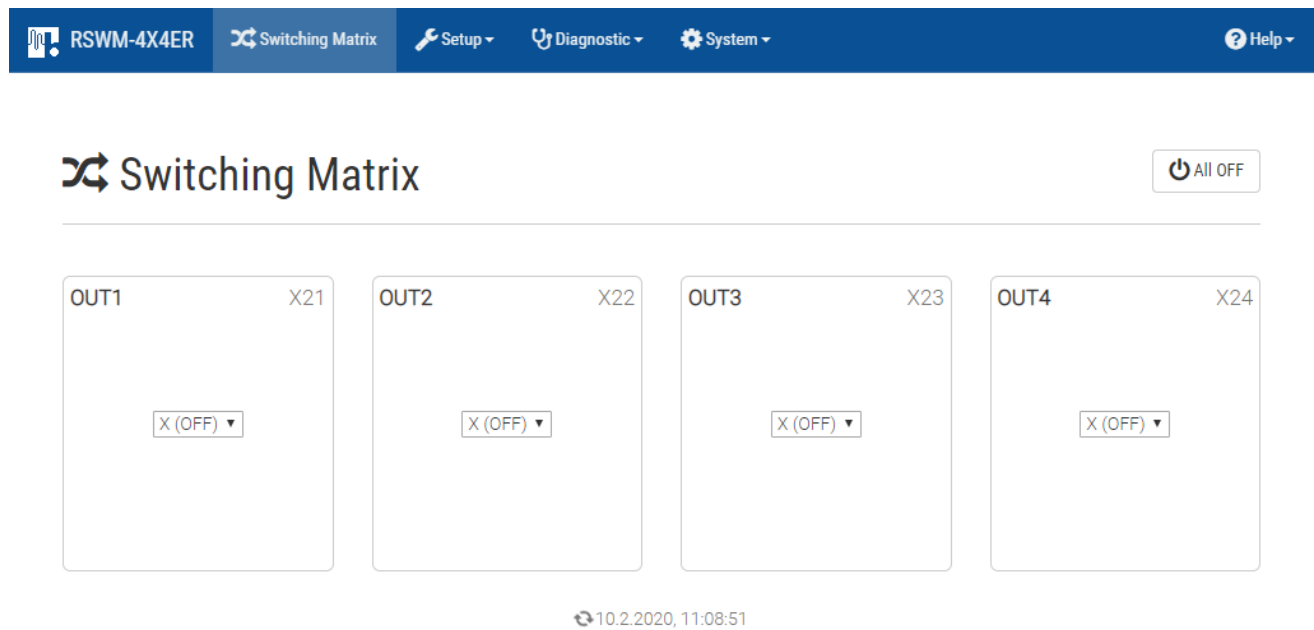 RSWM-4X4ER Switching Matrix Setup Diagnostic System Help
Switching Matrix
All OFF
OUT1 X21 OUT2 X22 OUT3 X23 OUT4 X24
X (OFF) X (OFF) X (OFF) X (OFF)
10.2.2020, 11:08:51